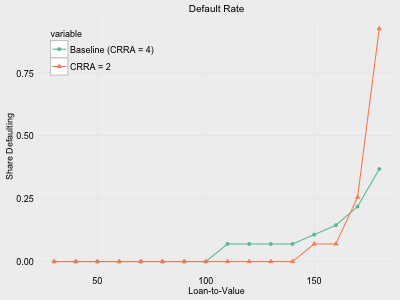 Default Rate
variable
Baseline (CRRA = 4)
CRRA = 2
Share Defaulting
0.75
0.50
0.25
0.00
50
100
150
Loan-to-Value